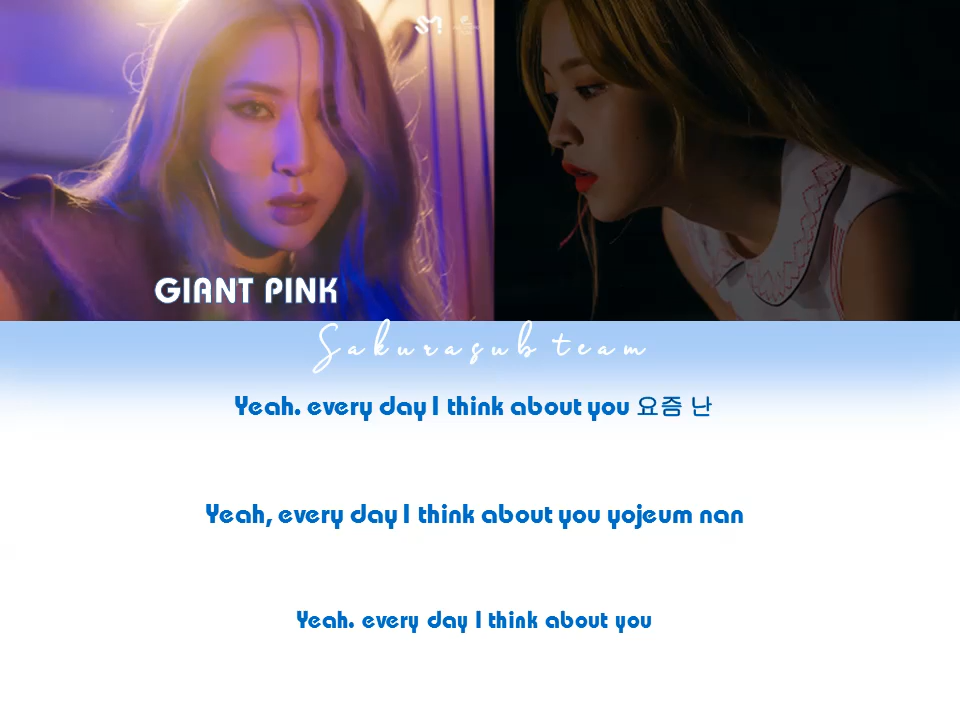 SM!
GIANT PINK
Sakurasub team
Yeah. every day I think about you 요즘 난
Yeah, every day I think about you yojeum nan
Yeah. every day I think about you